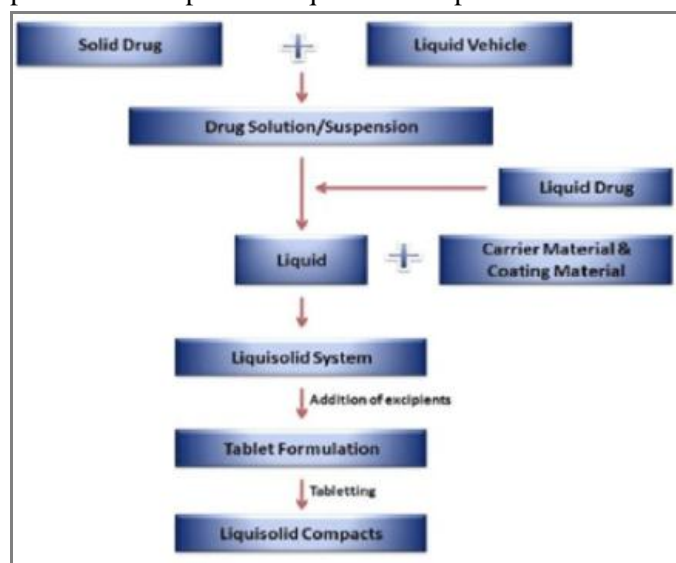 Solid Drug
Liquid Vehicle
Drug Solution/Suspension
Liquid Drug
Liquid
Carrier Material &
Coating Material
Liquisolid System
Addition of excipients
Tablet Formulation
Tabletting
Liquisolid Compacts